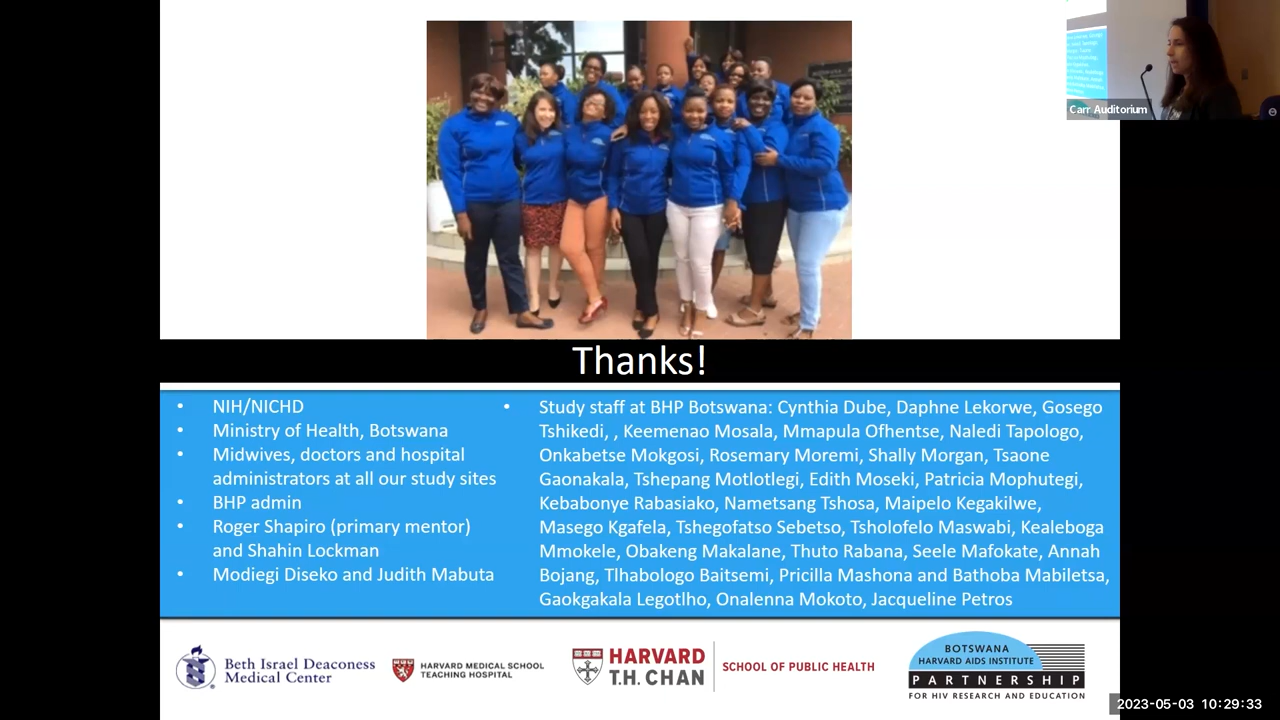 Carr Auditorium
Thanks!
• NIH/NICHD
• Ministry of Health, Botswana
• Midwives, doctors and hospital
administrators at all our study sites
• BHP admin
• Roger Shapiro (primary mentor)
and Shahin Lockman
• Modiegi Diseko and Judith Mabuta
• Study staff at BHP Botswana: Cynthia Dube, Daphne Lekorwe, Gosego
Tshikedi, , Keemenao Mosala, Mmapula Ofhentse, Naledi Tapologo,
Onkabetse Mokgosi, Rosemary Moremi, Shally Morgan, Tsaone
Gaonakala, Tshepang Motlotlegi, Edith Moseki, Patricia Mophutegi,
Kebabonye Rabasiako, Nametsang Tshosa, Maipelo Kegakilwe,
Masego Kgafela, Tshegofatso Sebetso, Tsholofelo Maswabi, Kealeboga
Mmokele, Obakeng Makalane, Thuto Rabana, Seele Mafokate, Annah
Bojang, Tlhabologo Baitsemi, Pricilla Mashona and Bathoba Mabiletsa,
Gaokgakala Legotlho, Onalenna Mokoto, Jacqueline Petros
Beth Israel Deaconess
Medical Center
HARVARD MEDICAL SCHOOL
TEACHING HOSPITAL
HARVARD
T.H. CHAN
SCHOOL OF PUBLIC HEALTH
BOTSWANA
HARVARD AIDS INSTITUTE
PARTNERSHIP
FOR HIV RESEARCH AND EDUCATION
2023-05-03 10:29:33